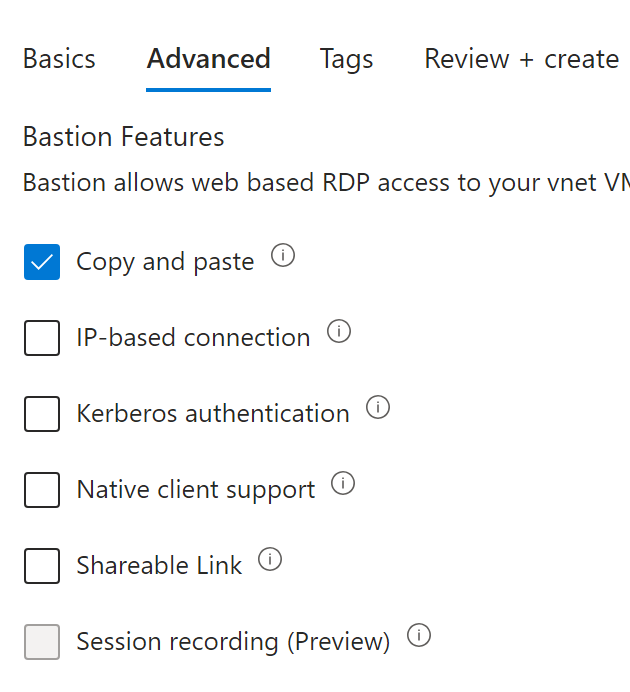 Basics Advanced Tags Review + create
Bastion Features
Bastion allows web based RDP access to your vnet
Copy and paste
IP-based connection
Kerberos authentication
Native client support
Shareable Link
Session recording (Preview)